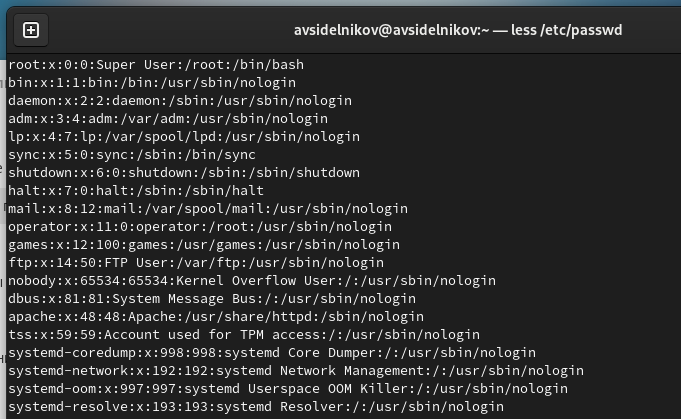 avsidelnikov@avsidelnikov:~ — less /etc/passwd
root:x:0:0:Super User:/root:/bin/bash
bin:x:1:1:bin:/bin:/usr/sbin/nologin
daemon:x:2:2:daemon:/sbin:/usr/sbin/nologin
adm:x:3:4:adm:/var/adm:/usr/sbin/nologin
lp:x:4:7:lp:/var/spool/lpd:/usr/sbin/nologin
sync:x:5:0:sync:/sbin:/bin/sync
shutdown:x:6:0:shutdown:/sbin:/sbin/shutdown
halt:x:7:0:halt:/sbin:/sbin/halt
mail:x:8:12:mail:/var/spool/mail:/usr/sbin/nologin
operator:x:11:0:operator:/root:/usr/sbin/nologin
games:x:12:100:games:/usr/games:/usr/sbin/nologin
ftp:x:14:50:FTP User:/var/ftp:/usr/sbin/nologin
nobody:x:65534:65534:Kernel Overflow User:/:/usr/sbin/nologin
dbus:x:81:81:System Message Bus:/:/usr/sbin/nologin
apache:x:48:48:Apache:/usr/share/httpd:/sbin/nologin
tss:x:59:59:Account used for TPM access:/:/usr/sbin/nologin
systemd-coredump:x:998:998:systemd Core Dumper:/:/usr/sbin/nologin
systemd-network:x:192:192:systemd Network Management:/:/usr/sbin/nologin
systemd-oom:x:997:997:systemd Userspace OOM Killer:/:/usr/sbin/nologin
systemd-resolve:x:193:193:systemd Resolver:/:/usr/sbin/nologin